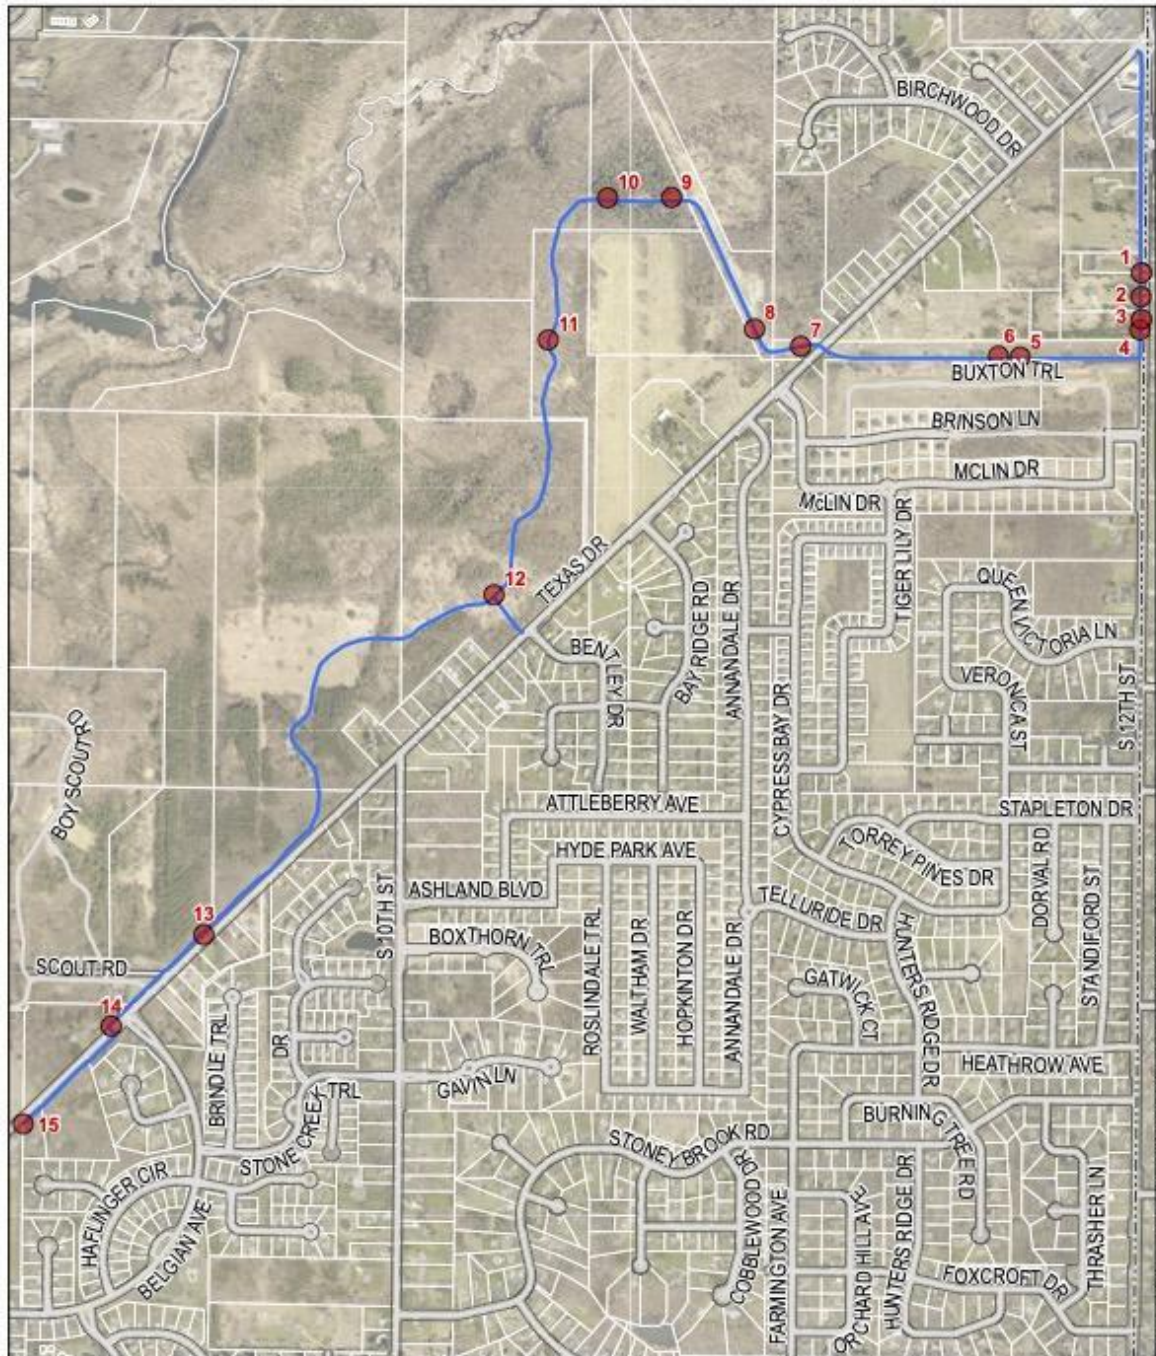 BIRCHWOOD DR
10
9
1
2
3
4
11
8
7
6
5
BUXTON TRL
BRINSON LN
MCLIN DR
McLIN DR
TIGER LILY DR
12
TEXAS DR
QUEEN VICTORIA LN
BENTLEY DR
BAY RIDGE RD
ANNANDALE DR
CYPRESS BAY DR
VERONCA ST
S 12TH ST
BOY SCOUT RD
ATTLEBERRY AVE
STAPLETON DR
HYDE PARK AVE
TORREY PINES DR
DORVAL RD
STANDIFORD ST
ASHLAND BLVD
S 10TH ST
TELLURIDE DR
13
BOXTHORN TRL
ROSLINDALE TRL
WALTHAM DR
HOPKINTON DR
ANNANDALE DR
HUNTERS RIDGE DR
SCOUT RD
GATWICK CT
14
BRINDLE TRL
DR
GAVIN LN
HEATHROW AVE
15
STONE CREEK TRL
STONEY BROOK RD
BURNING TREE RD
HAFLINGER CIR
BELGIAN AVE
COBBLEWOOD DR
FARMINGTON AVE
ORCHARD HILL AVE
HUNTERS RIDGE DR
FOXCROFT DR
THRASHER LN